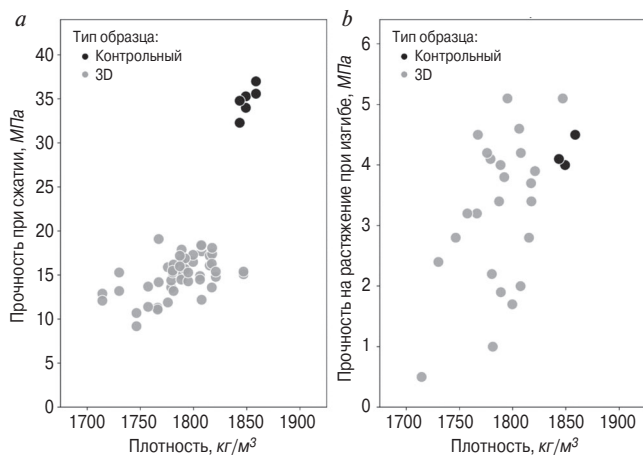 а
Тип образца:
Контрольный
3D
Прочность при сжатии, МПа
45
40
35
30
25
20
15
10
5
0
1700 1750 1800 1850 1900
Плотность, кг/м³
b
Тип образца:
Контрольный
3D
Прочность на растяжение при изгибе, МПа
6
5
4
3
2
1
0
1700 1750 1800 1850 1900
Плотность, кг/м³